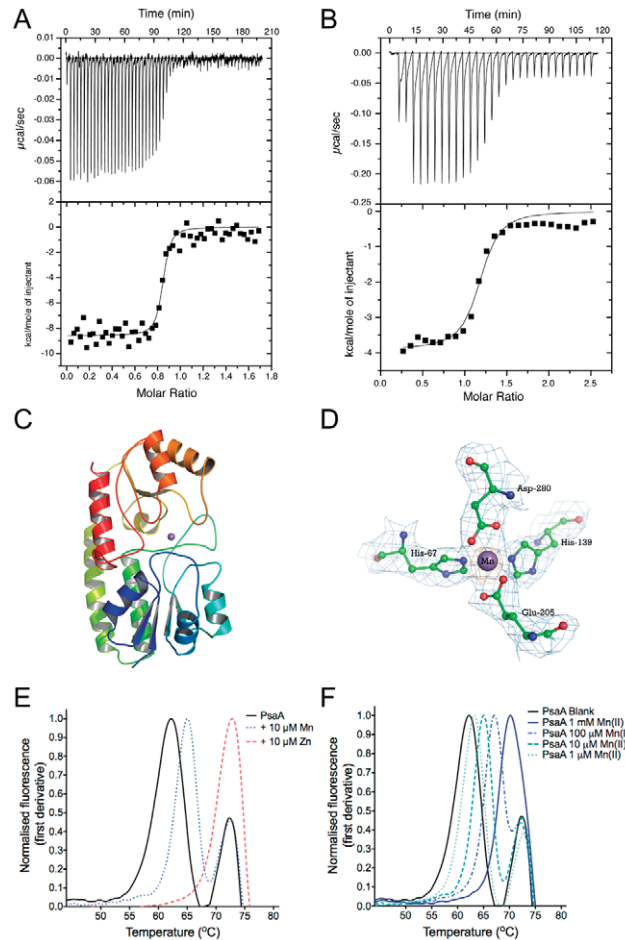 A
Time (min)
0 30 60 90 120 150 180 210
0.01
0.00
-0.01
-0.02
-0.03
-0.04
-0.05
-0.06
µcal/sec
2
0
-2
-4
-6
-8
-10
kcal/mole of injectant
0.0 0.2 0.4 0.6 0.8 1.0 1.2 1.4 1.6 1.8
Molar Ratio
B
Time (min)
0 15 30 45 60 75 90 105 120
0.00
-0.05
-0.10
-0.15
-0.20
-0.25
µcal/sec
0
-1
-2
-3
-4
kcal/mole of injectant
0.0 0.5 1.0 1.5 2.0 2.5
Molar Ratio
C
D
Asp-280
His-139
His-67
Mn
Glu-205
E
PsaA
+ 10 µM Mn
+ 10 µM Zn
1.0
0.9
0.8
0.7
0.6
0.5
0.4
0.3
0.2
0.1
0.0
Normalised fluorescence
(first derivative)
50 55 60 65 70 75 80
Temperature (°C)
F
PsaA Blank
PsaA 1 mM Mn(II)
PsaA 100 µM Mn(I
PsaA 10 µM Mn(II)
PsaA 1 µM Mn(II)
1.0
0.9
0.8
0.7
0.6
0.5
0.4
0.3
0.2
0.1
0.0
Normalised fluorescence
(first derivative)
50 55 60 65 70 75 80
Temperature (°C)